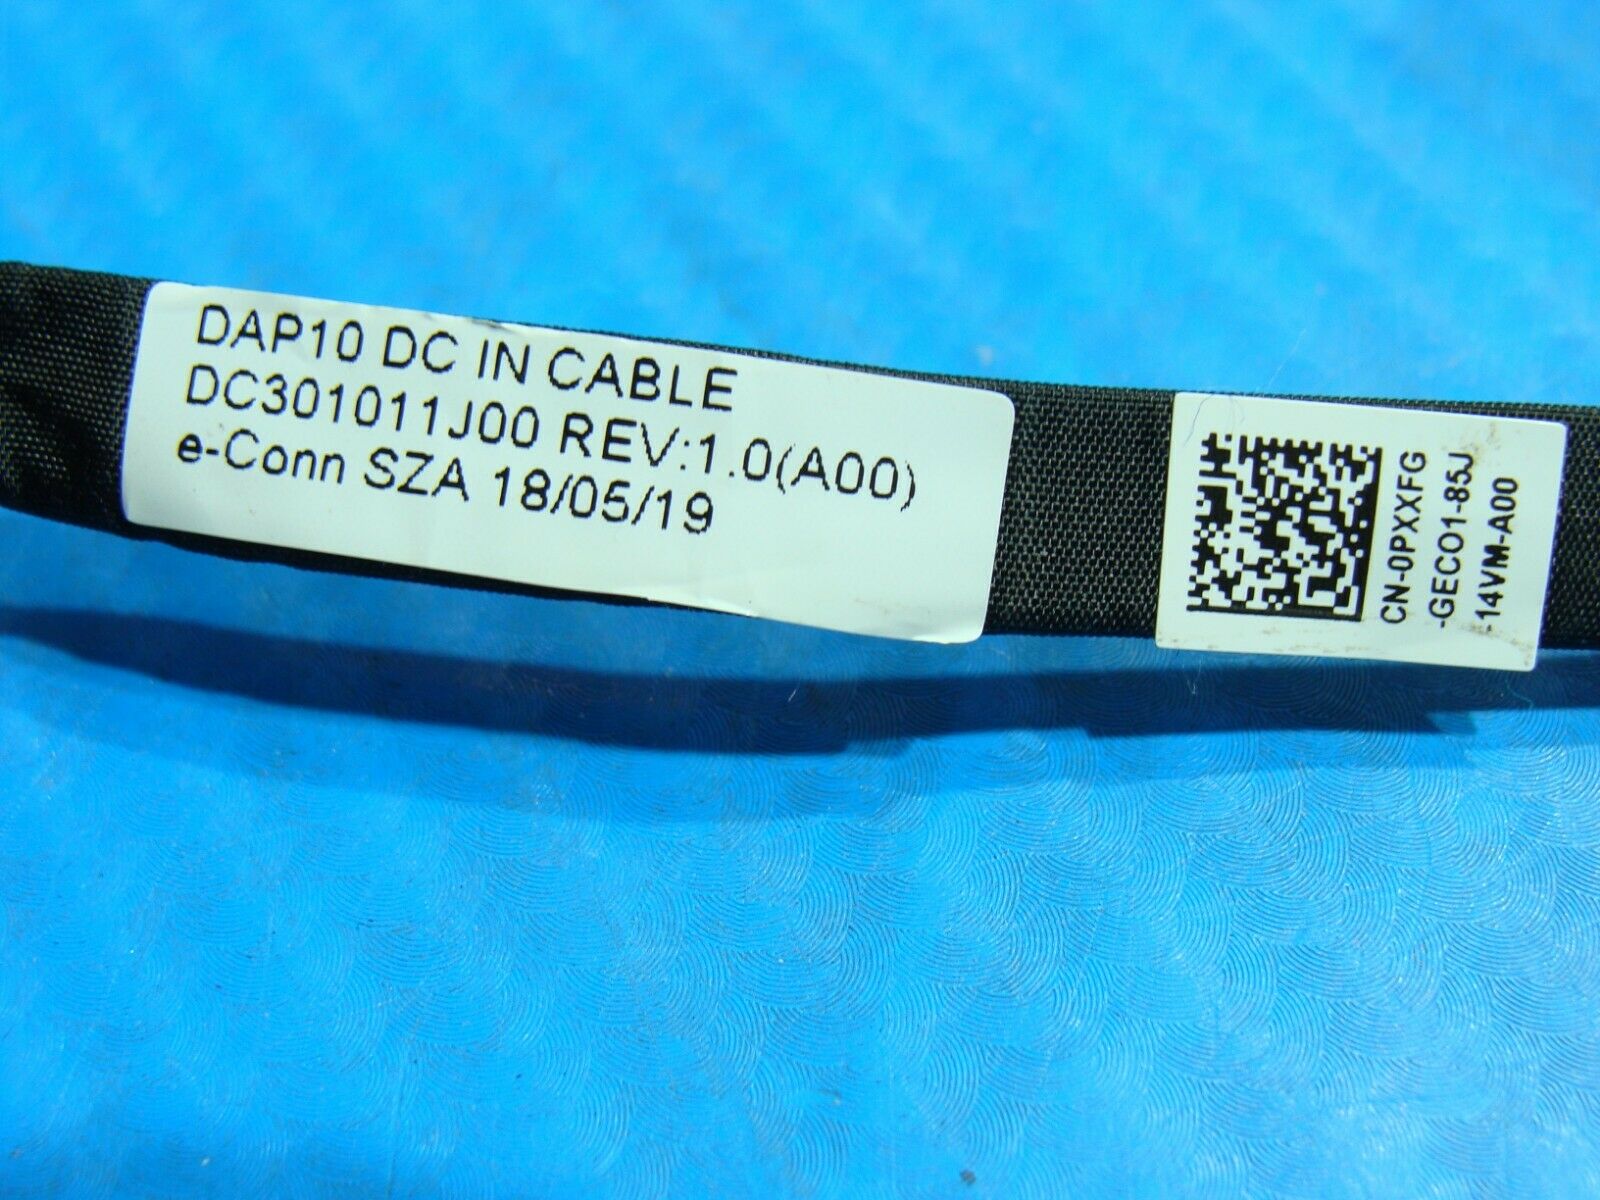 DAP10 DC IN CABLE
DC301011J00 REV:1.0(A00)
e-Conn SZA 18/05/19
CN-0PXXFG
-GECO1-85J
-14VM-A00